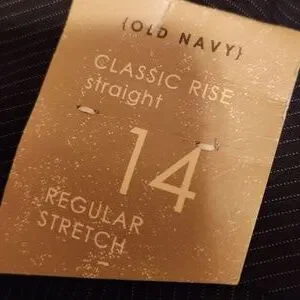 {OLD NAVY}
CLASSIC RISE
straight
14
REGULAR
STRETCH